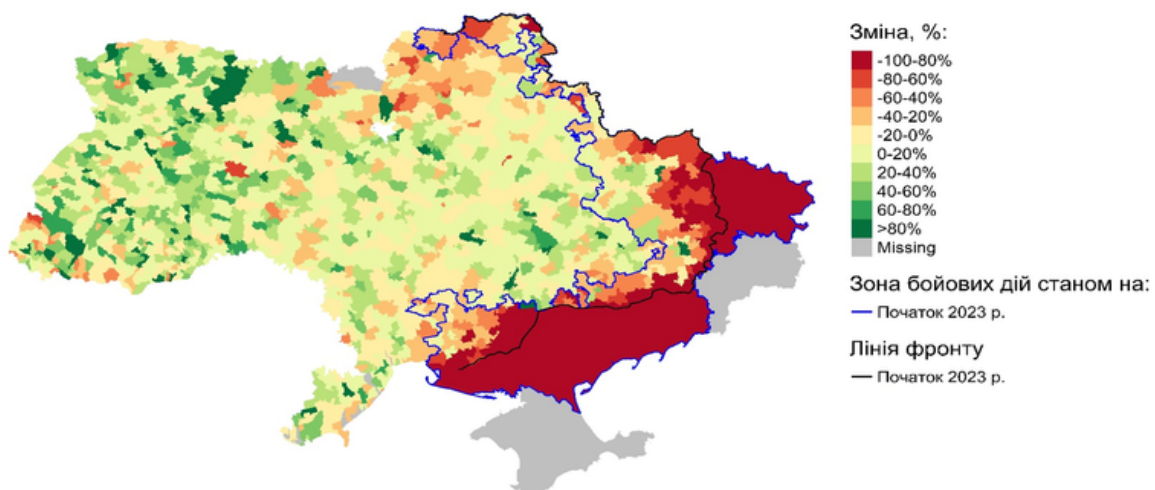 Зміна, %:
-100-80%
-80-60%
-60-40%
-40-20%
-20-0%
0-20%
20-40%
40-60%
60-80%
>80%
Missing
Зона бойових дій станом на:
Початок 2023 р.
Лінія фронту
Початок 2023 р.